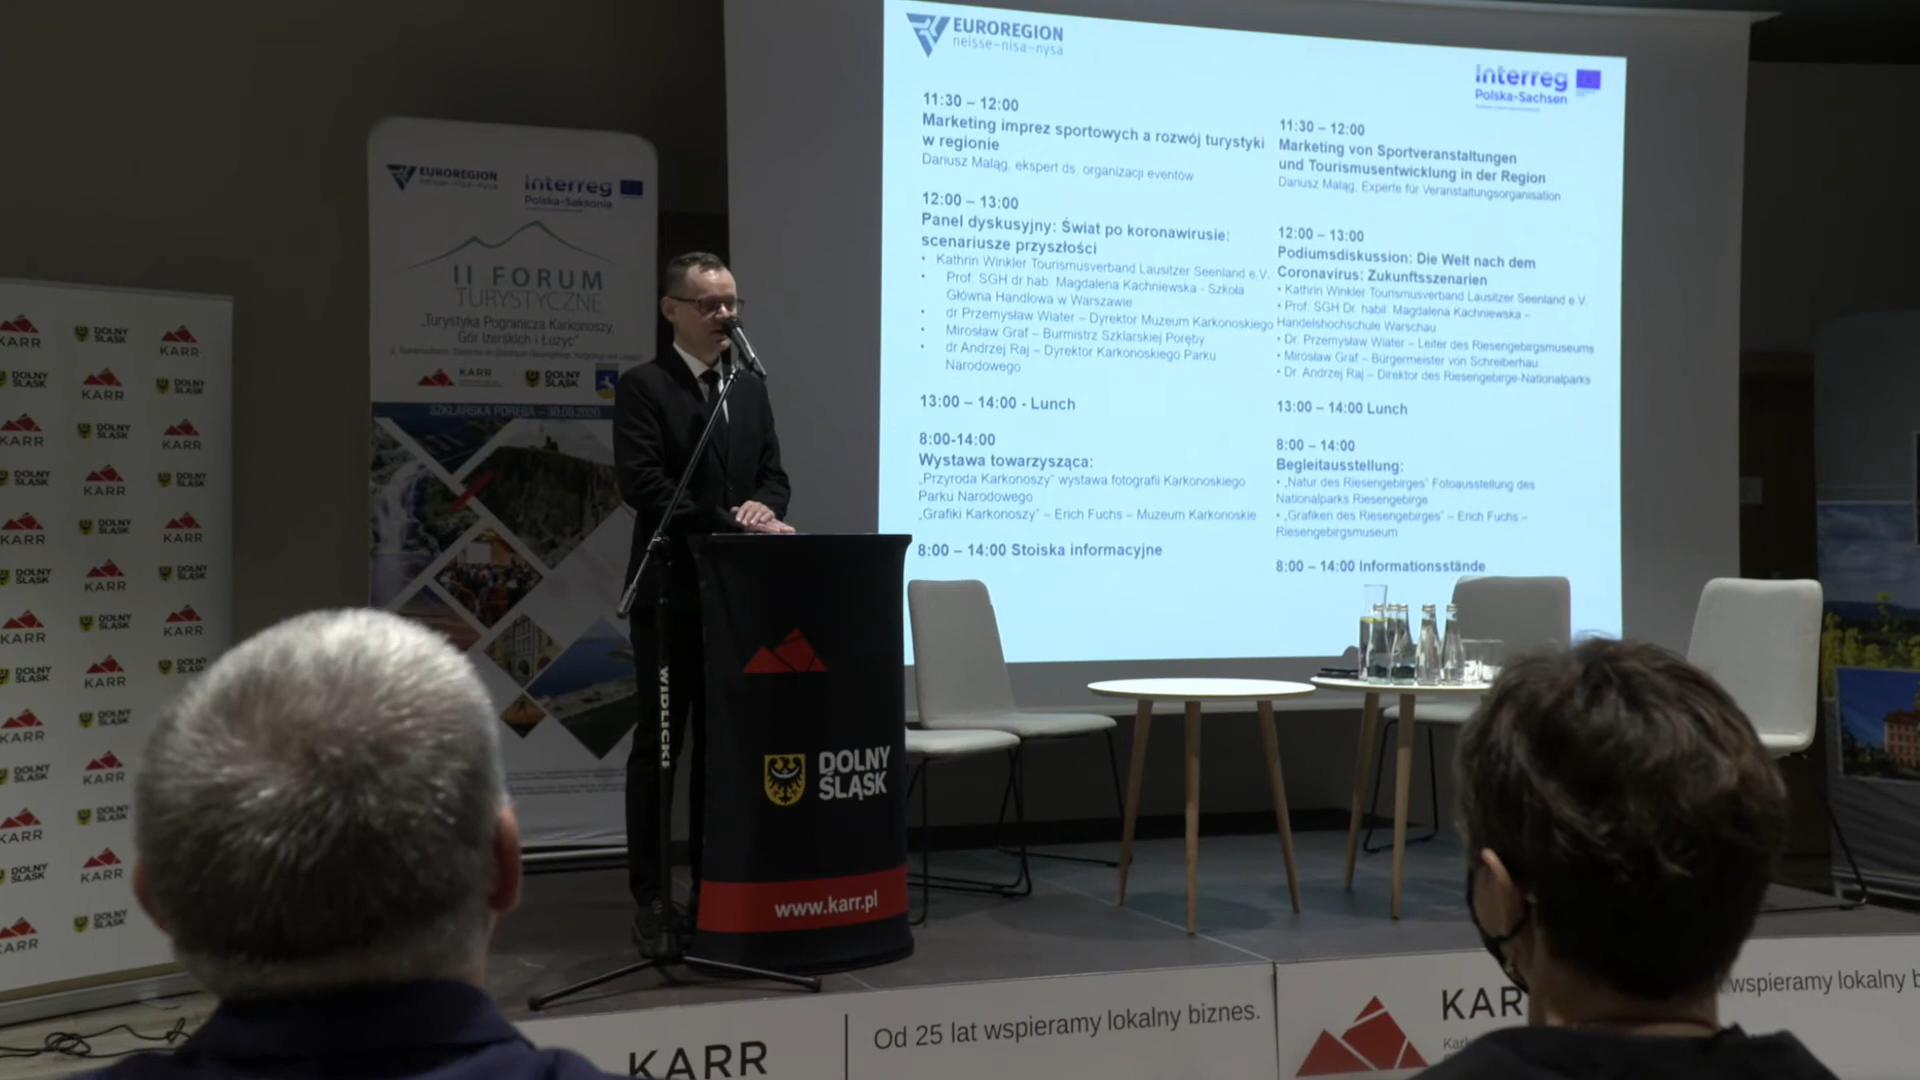 EUROREGION
neisse-nisa-nysa
interreg
Polska-Sachsen
11:30 – 12:00
Marketing imprez sportowych a rozwój turystyki
w regionie
Dariusz Maląg, ekspert ds. organizacji eventów
12:00 – 13:00
Panel dyskusyjny: Świat po koronawirusie:
scenariusze przyszłości
• Kathrin Winkler Tourismusverband Lausitzer Seenland e.V.
• Prof. SGH dr hab. Magdalena Kachniewska - Szkoła
Główna Handlowa w Warszawie
• dr Przemysław Wiater – Dyrektor Muzeum Karkonoskiego
• Mirosław Graf – Burmistrz Szklarskiej Poręby
• dr Andrzej Raj – Dyrektor Karkonoskiego Parku
Narodowego
13:00 – 14:00 - Lunch
8:00-14:00
Wystawa towarzysząca:
„Przyroda Karkonoszy” wystawa fotografii Karkonoskiego
Parku Narodowego
„Grafiki Karkonoszy” – Erich Fuchs – Muzeum Karkonoskie
8:00 – 14:00 Stoiska informacyjne
11:30 – 12:00
Marketing von Sportveranstaltungen
und Tourismusentwicklung in der Region
Dariusz Maląg, Experte für Veranstaltungsorganisation
12:00 – 13:00
Podiumsdiskussion: Die Welt nach dem
Coronavirus: Zukunftsszenarien
• Kathrin Winkler Tourismusverband Lausitzer Seenland e.V.
• Prof. SGH Dr. habil. Magdalena Kachniewska –
Handelshochschule Warschau
• Dr. Przemysław Wiater – Leiter des Riesengebirgsmuseums
• Mirosław Graf – Bürgermeister von Schreiberhau
• Dr. Andrzej Raj – Direktor des Riesengebirge-Nationalparks
13:00 – 14:00 Lunch
8:00 – 14:00
Begleitausstellung:
• „Natur des Riesengebirges” Fotoausstellung des
Nationalparks Riesengebirge
• „Grafiken des Riesengebirges” – Erich Fuchs –
Riesengebirgsmuseum
8:00 – 14:00 Informationsstände
EUROREGION
neisse-nisa-nysa
interreg
Polska-Saksonia
II FORUM
TURYSTYCZNE
„Turystyka Pogranicza Karkonoszy,
Gór Izerskich i Łużyc”
KARR
DOLNY
ŚLĄSK
SZKLARSKA PORĘBA – 30.09.2020
KARR
DOLNY
ŚLĄSK
KARR
WIDLICKI
DOLNY
ŚLĄSK
www.karr.pl
KARR
Od 25 lat wspieramy lokalny biznes.
KAR
wspieramy lokalny b